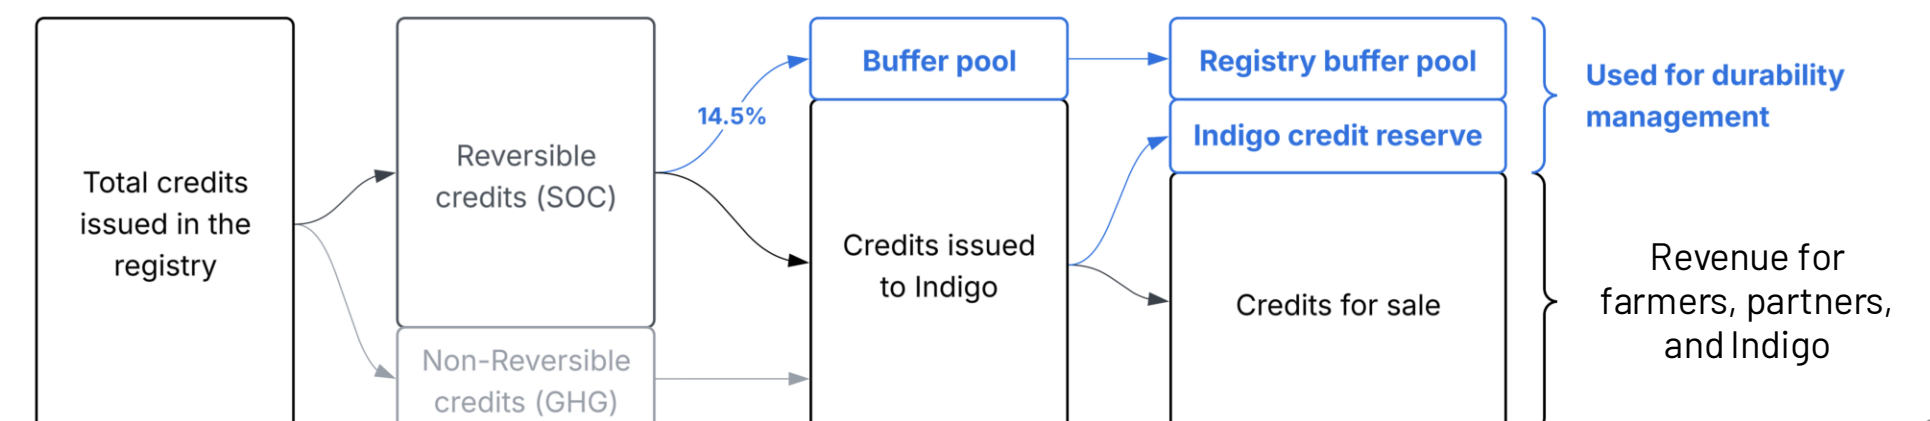 Total credits
issued in the
registry
Reversible
credits (SOC)
Non-Reversible
credits (GHG)
14.5%
Buffer pool
Credits issued
to Indigo
Registry buffer pool
Indigo credit reserve
Credits for sale
Used for durability
management
Revenue for
farmers, partners,
and Indigo